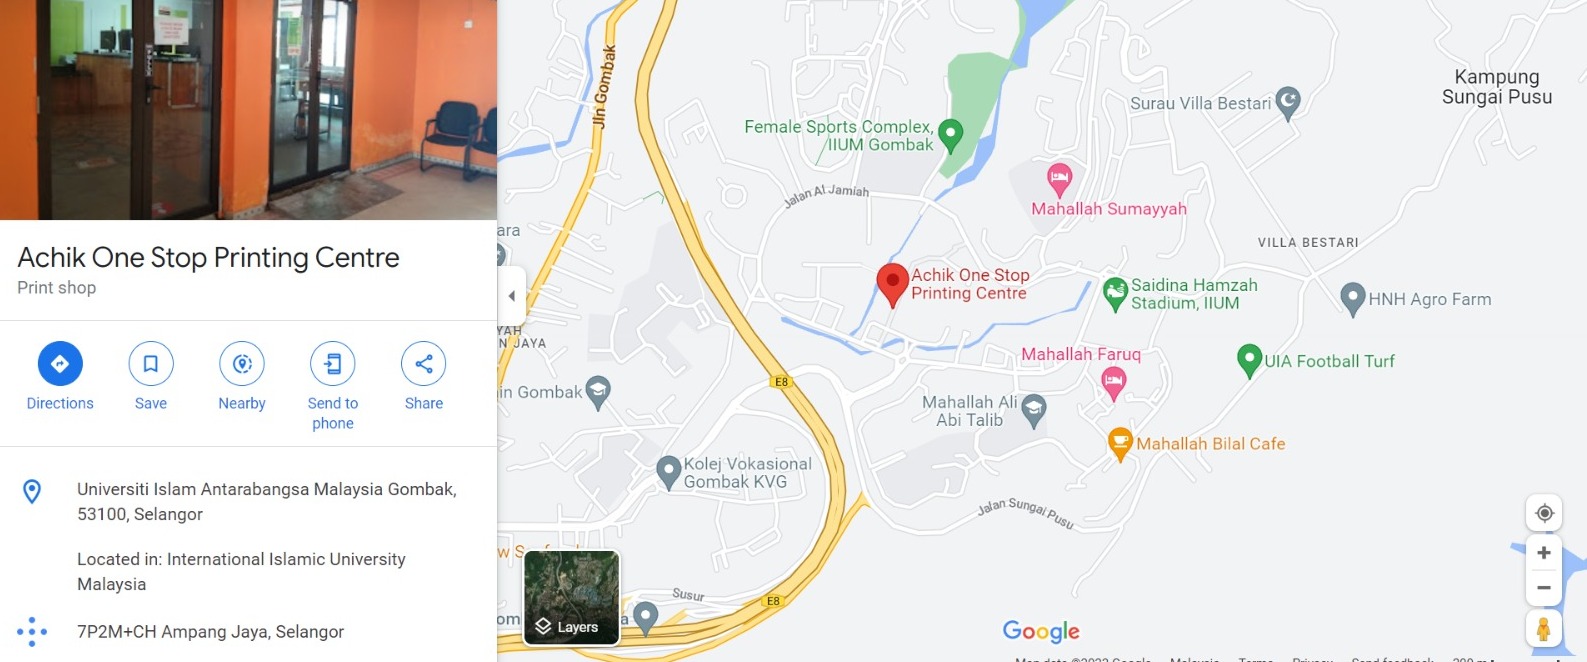 Achik One Stop Printing Centre
Print shop
Directions
Save
Nearby
Send to
phone
Share
Universiti Islam Antarabangsa Malaysia Gombak,
53100, Selangor
Located in: International Islamic University
Malaysia
7P2M+CH Ampang Jaya, Selangor
Jln Gombak
Kampung
Sungai Pusu
Surau Villa Bestari
Female Sports Complex,
IIUM Gombak
Jalan Al Jamiah
Mahallah Sumayyah
VILLA BESTARI
Achik One Stop
Printing Centre
Saidina Hamzah
Stadium, IIUM
HNH Agro Farm
JAYA
Mahallah Faruq
UIA Football Turf
E8
Gombak
Mahallah Ali
Abi Talib
Mahallah Bilal Cafe
Kolej Vokasional
Gombak KVG
Jalan Sungai Pusu
Susur
E8
Layers
Google
Map data ©2022 Google
Malaysia
Terms
Privacy
Send feedback
200 m